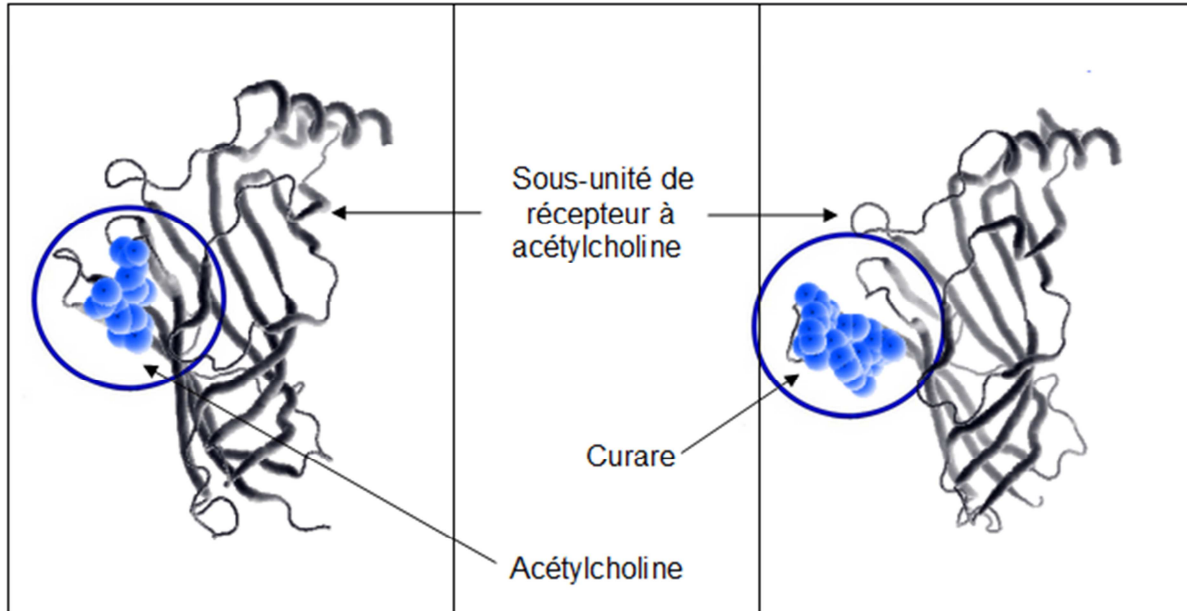 Sous-unité de
récepteur à
acétylcholine
Curare
Acétylcholine